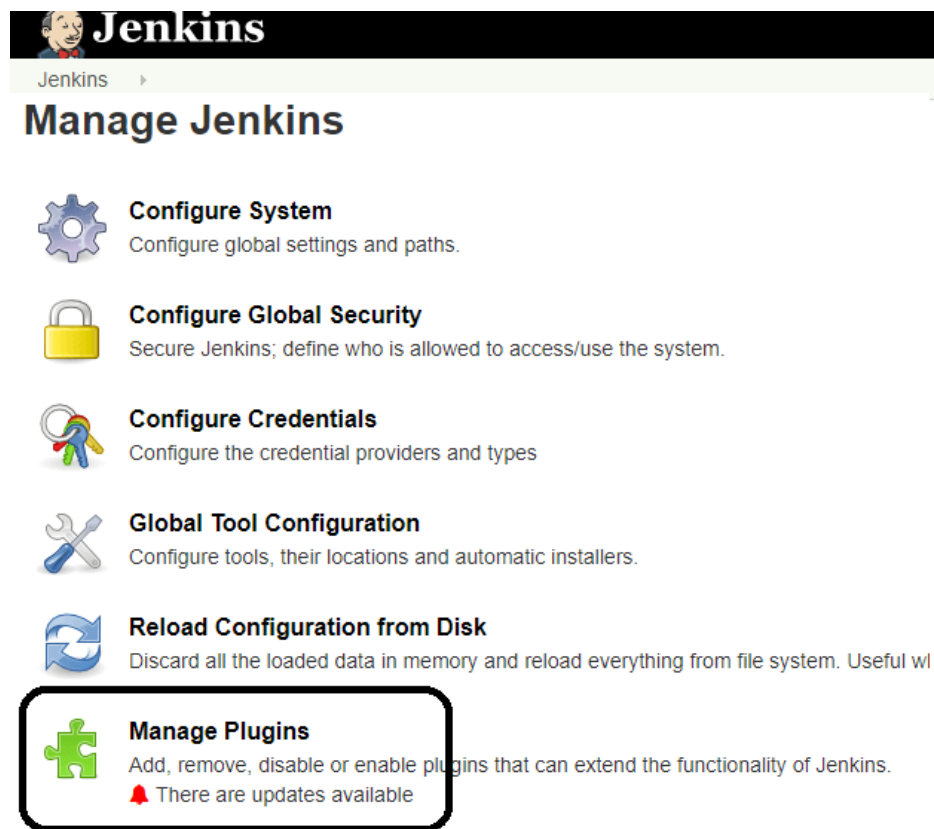 Jenkins
Jenkins
Manage Jenkins
Configure System
Configure global settings and paths.
Configure Global Security
Secure Jenkins; define who is allowed to access/use the system.
Configure Credentials
Configure the credential providers and types
Global Tool Configuration
Configure tools, their locations and automatic installers.
Reload Configuration from Disk
Discard all the loaded data in memory and reload everything from file system. Useful
Manage Plugins
Add, remove, disable or enable plugins that can extend the functionality of Jenkins.
There are updates available